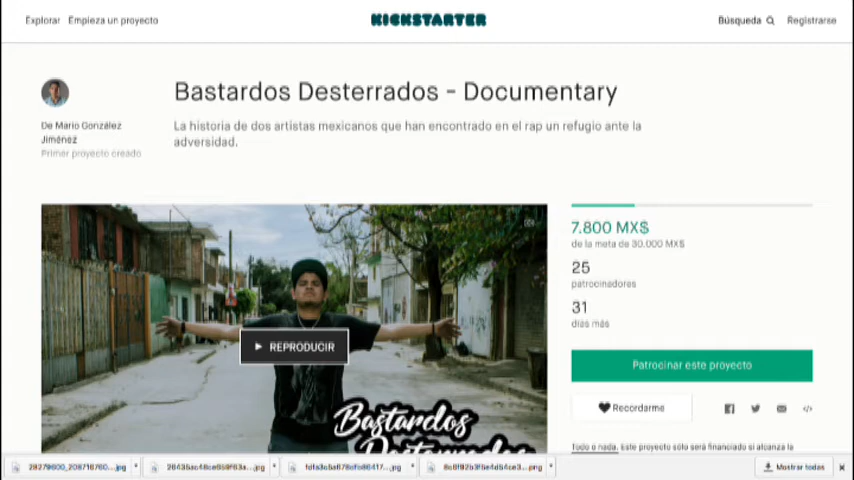 Explorar Empieza un proyecto KICKSTARTER Búsqueda Registrarse
Bastardos Desterrados - Documentary
De Mario González
Jiménez
Primer proyecto creado
La historia de dos artistas mexicanos que han encontrado en el rap un refugio ante la
adversidad.
7.800 MX$
de la meta de 30.000 MX$
25
patrocinadores
31
días más
REPRODUCIR
Patrocinar este proyecto
Recordarme
Bastardos
Desterrados
Todo o nada. Este proyecto sólo será financiado si alcanza la
Mostrar todas